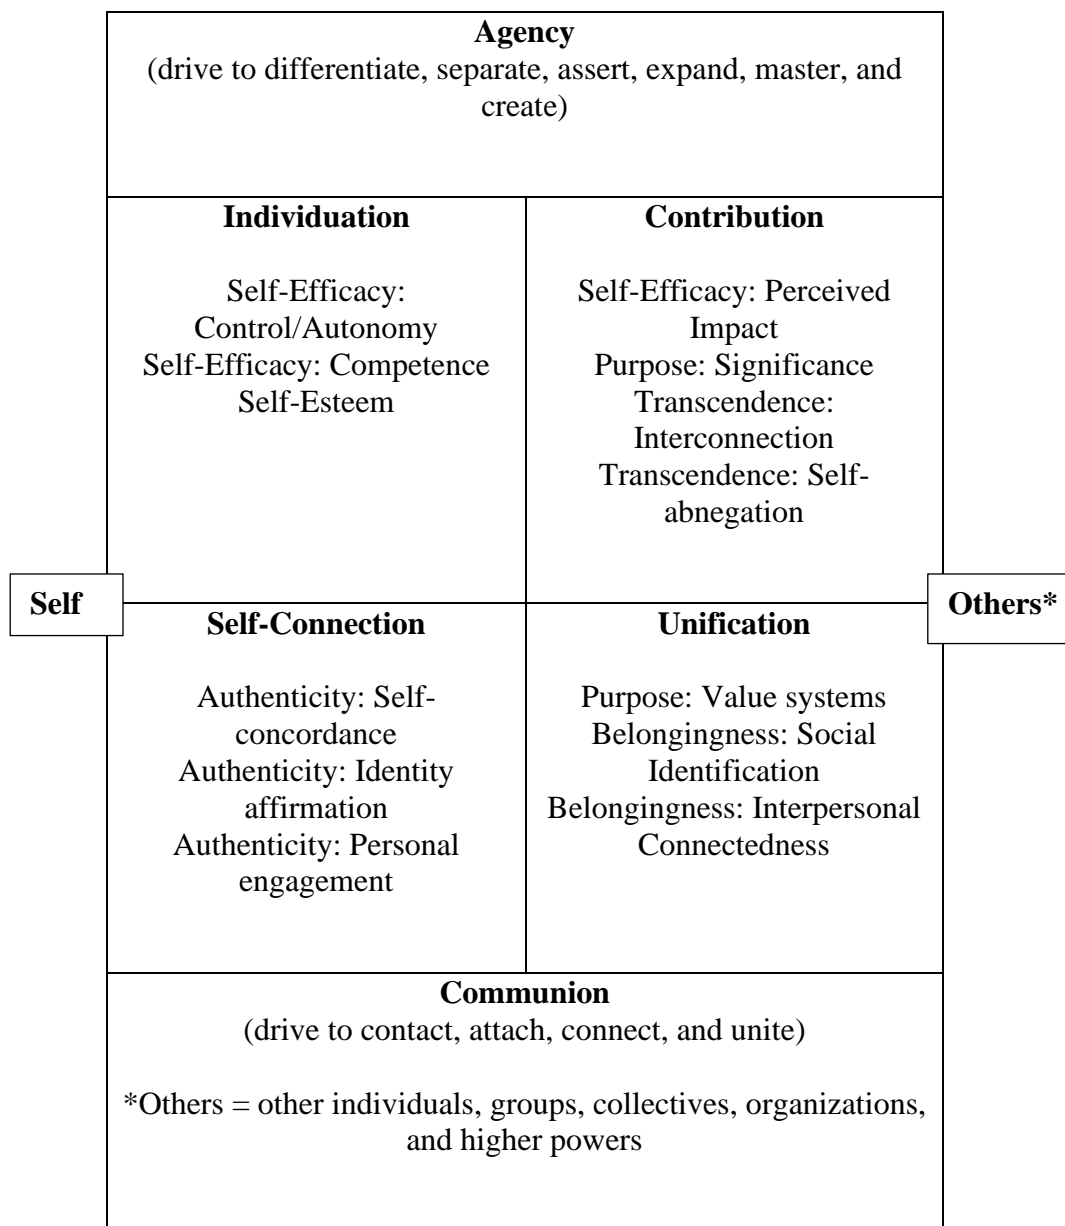 Agency
(drive to differentiate, separate, assert, expand, master, and
create)
Individuation
Self-Efficacy:
Control/Autonomy
Self-Efficacy: Competence
Self-Esteem
Contribution
Self-Efficacy: Perceived
Impact
Purpose: Significance
Transcendence:
Interconnection
Transcendence: Self-
abnegation
Self
Others*
Self-Connection
Authenticity: Self-
concordance
Authenticity: Identity
affirmation
Authenticity: Personal
engagement
Unification
Purpose: Value systems
Belongingness: Social
Identification
Belongingness: Interpersonal
Connectedness
Communion
(drive to contact, attach, connect, and unite)
*Others = other individuals, groups, collectives, organizations,
and higher powers